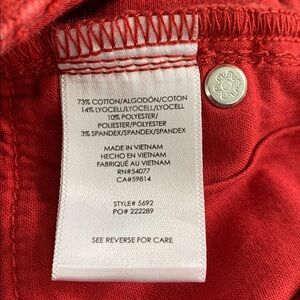 73% COTTON/ALGODÓN/COTON
14% LYOCELL/LYOCELL/LYOCELL
10% POLYESTER/
POLIÉSTER/POLYESTER
3% SPANDEX/SPANDEX/SPANDEX
MADE IN VIETNAM
HECHO EN VIETNAM
FABRIQUÉ AU VIETNAM
RN#54077
CA#59814
STYLE# 5692
PO# 222289
SEE REVERSE FOR CARE